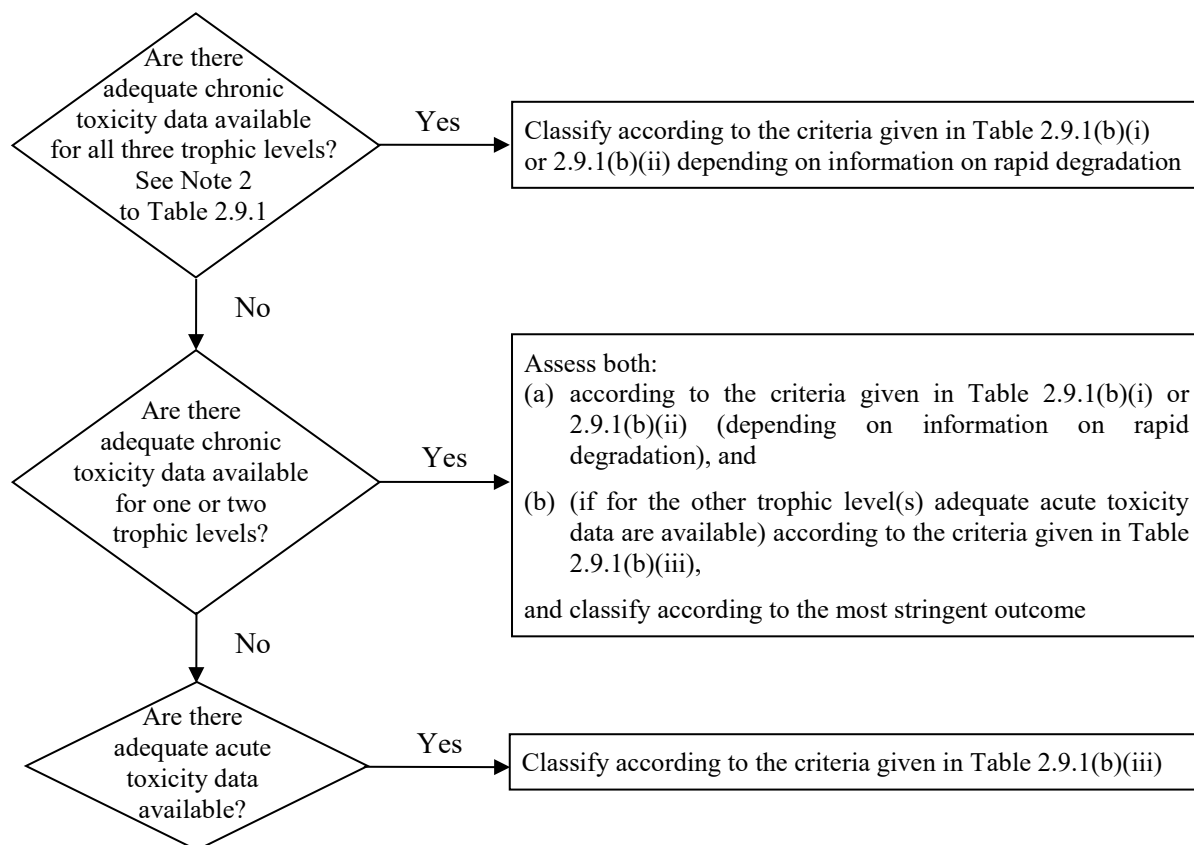 Are there
adequate chronic
toxicity data available
for all three trophic levels?
See Note 2
to Table 2.9.1
Yes
Classify according to the criteria given in Table 2.9.1(b)(i)
or 2.9.1(b)(ii) depending on information on rapid degradation
No
Are there
adequate chronic
toxicity data available
for one or two
trophic levels?
Yes
Assess both:
(a) according to the criteria given in Table 2.9.1(b)(i) or
2.9.1(b)(ii) (depending on information on rapid
degradation), and
(b) (if for the other trophic level(s) adequate acute toxicity
data are available) according to the criteria given in Table
2.9.1(b)(iii),
and classify according to the most stringent outcome
No
Are there
adequate acute
toxicity data
available?
Yes
Classify according to the criteria given in Table 2.9.1(b)(iii)